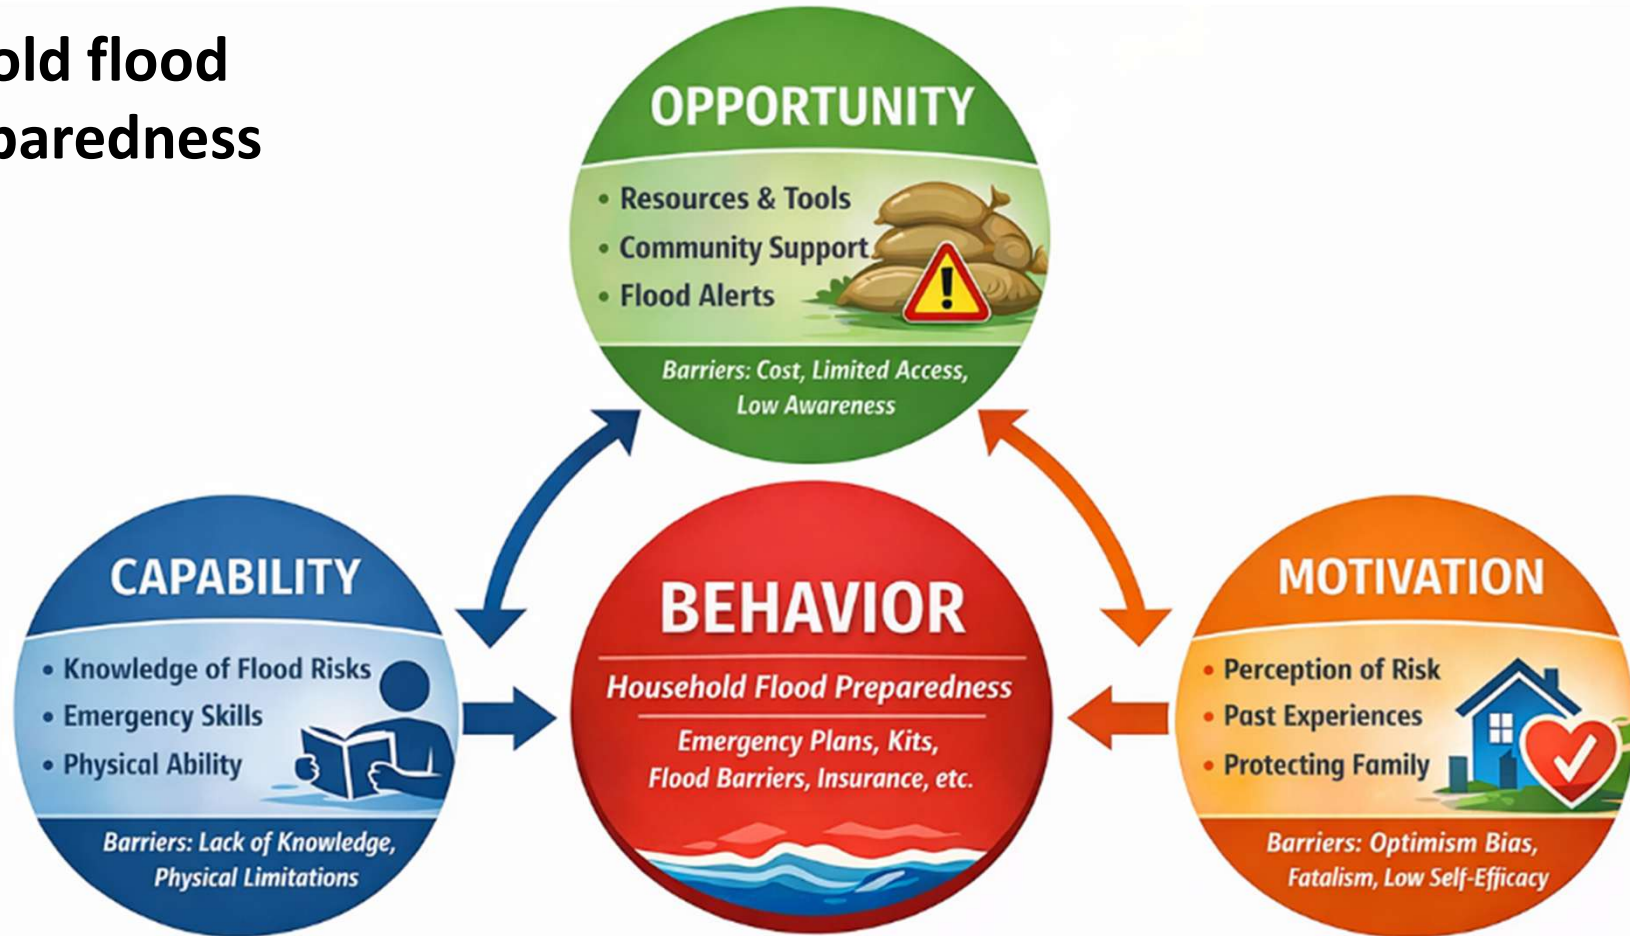 old flood
paredness
OPPORTUNITY
• Resources & Tools
• Community Support
• Flood Alerts
Barriers: Cost, Limited Access,
Low Awareness
CAPABILITY
• Knowledge of Flood Risks
• Emergency Skills
• Physical Ability
Barriers: Lack of Knowledge,
Physical Limitations
BEHAVIOR
Household Flood Preparedness
Emergency Plans, Kits,
Flood Barriers, Insurance, etc.
MOTIVATION
• Perception of Risk
• Past Experiences
• Protecting Family
Barriers: Optimism Bias,
Fatalism, Low Self-Efficacy